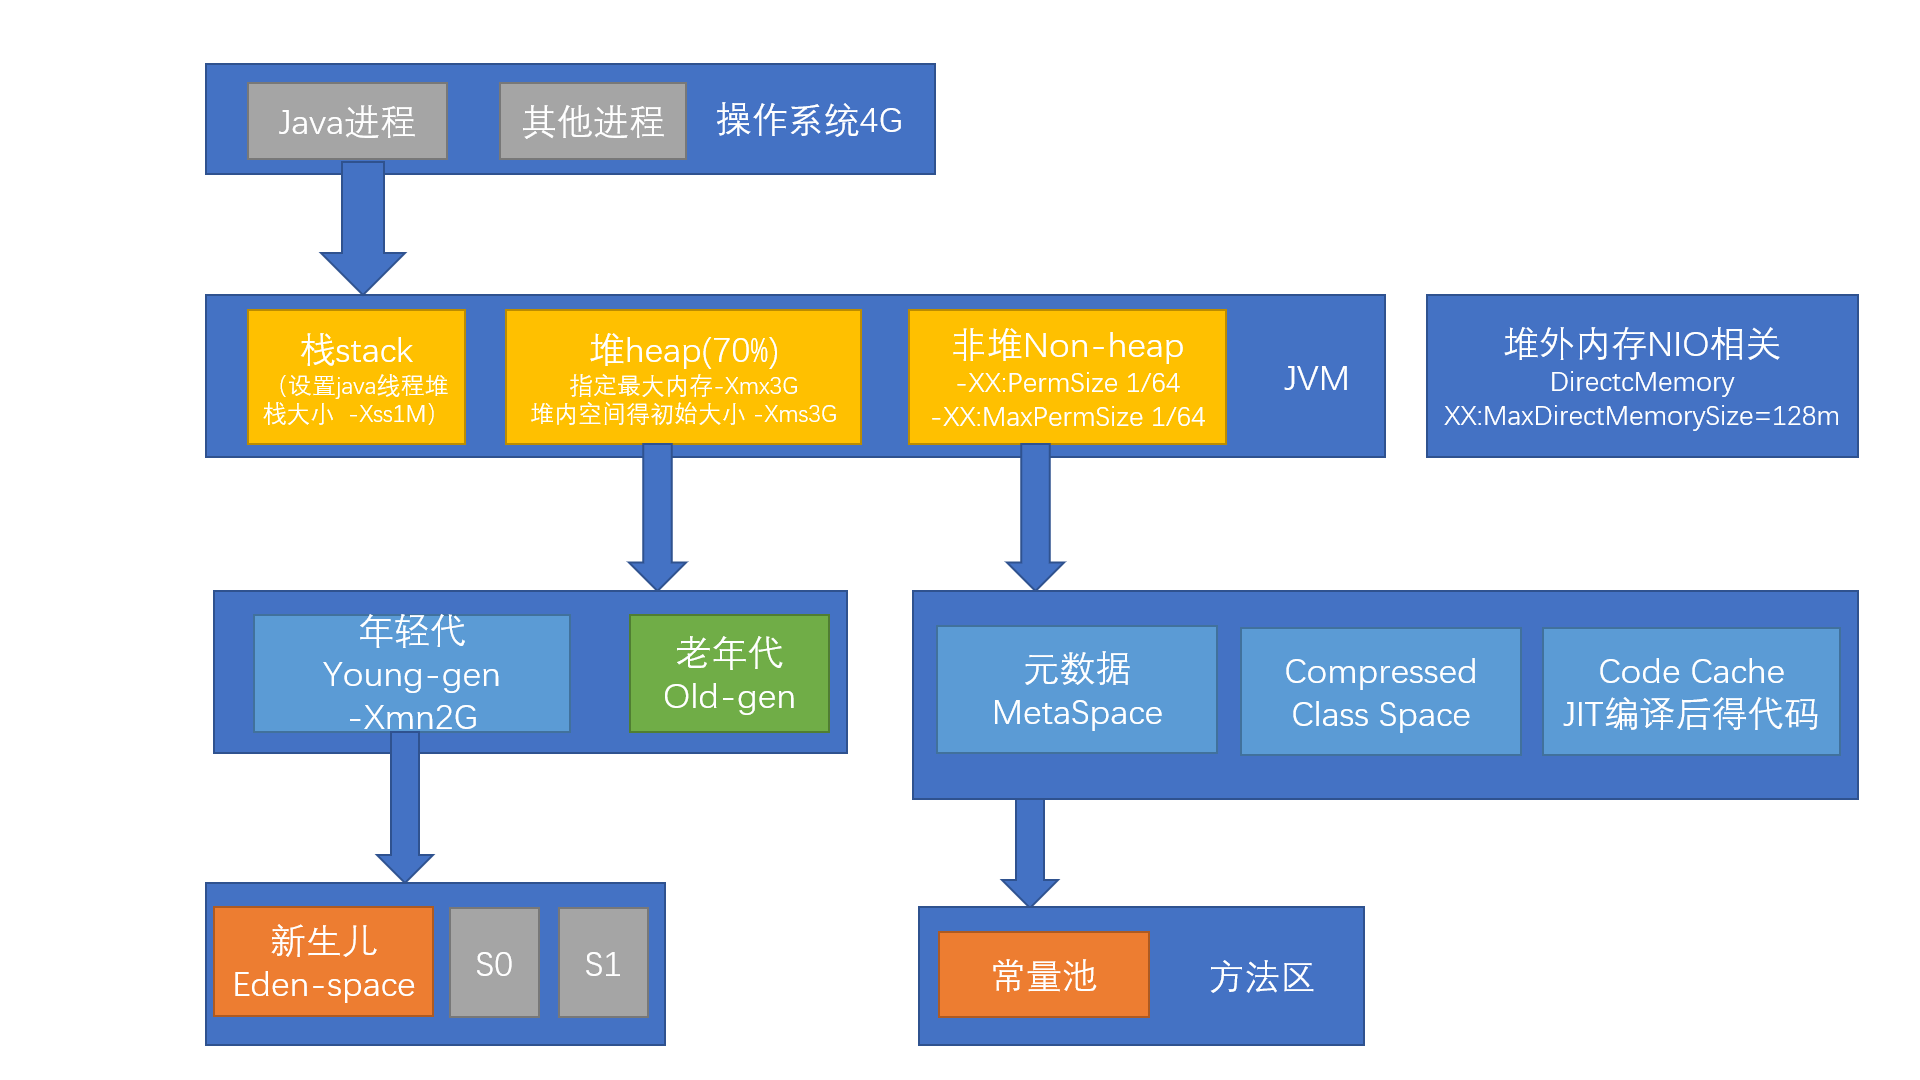 Java进程
其他进程
操作系统4G
栈stack
（设置java线程堆
栈大小 -Xss1M）
堆heap(70%)
指定最大内存-Xmx3G
堆内空间得初始大小 -Xms3G
非堆Non-heap
-XX:PermSize 1/64
-XX:MaxPermSize 1/64
JVM
堆外内存NIO相关
DirectcMemory
XX:MaxDirectMemorySize=128m
年轻代
Young-gen
-Xmn2G
老年代
Old-gen
元数据
MetaSpace
Compressed
Class Space
Code Cache
JIT编译后得代码
新生儿
Eden-space
S0
S1
常量池
方法区